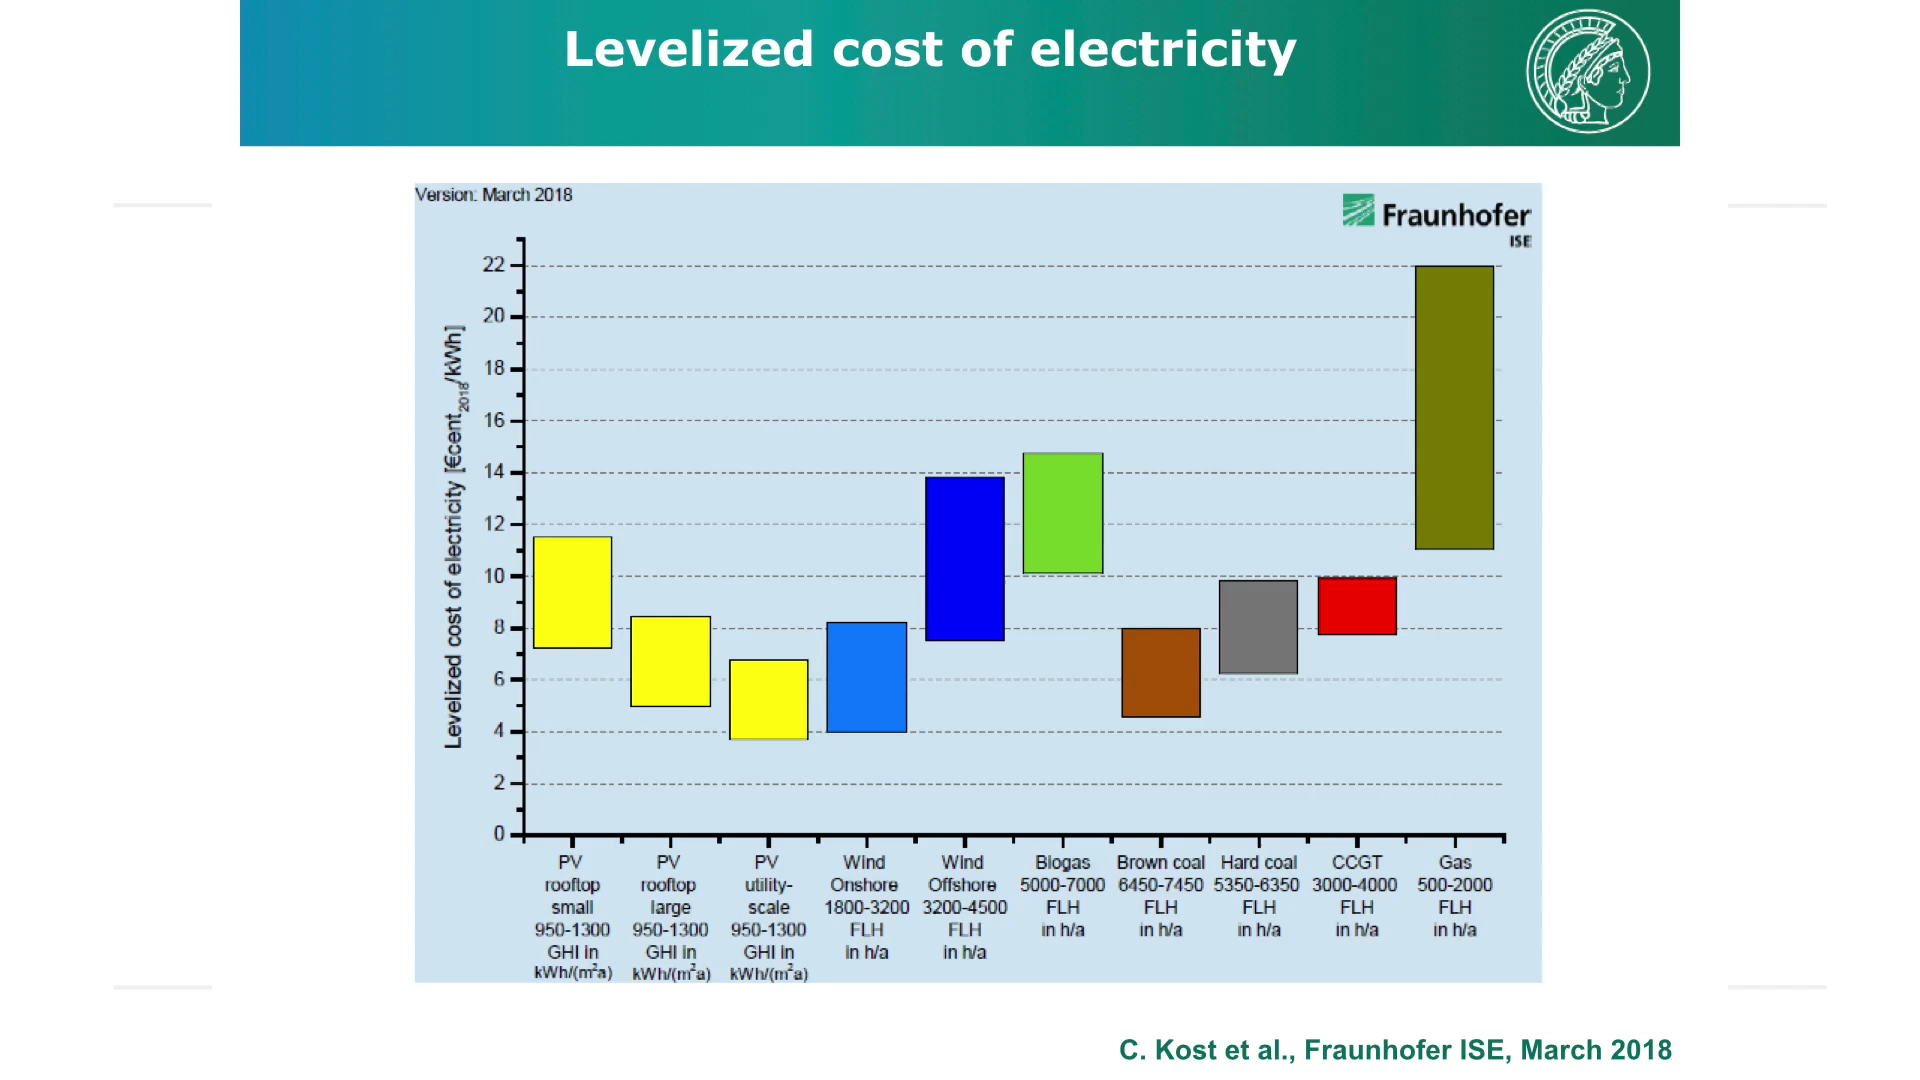 Levelized cost of electricity
Version: March 2018
Fraunhofer
ISE
Levelized cost of electricity [€cent2018/kWh]
22
20
18
16
14
12
10
8
6
4
2
0
PV
rooftop
small
950-1300
GHI in
kWh/(m²a)
PV
rooftop
large
950-1300
GHI in
kWh/(m²a)
PV
utility-
scale
950-1300
GHI in
kWh/(m²a)
Wind
Onshore
1800-3200
FLH
in h/a
Wind
Offshore
3200-4500
FLH
in h/a
Biogas
5000-7000
FLH
in h/a
Brown coal
6450-7450
FLH
in h/a
Hard coal
5350-6350
FLH
in h/a
CCGT
3000-4000
FLH
in h/a
Gas
500-2000
FLH
in h/a
C. Kost et al., Fraunhofer ISE, March 2018